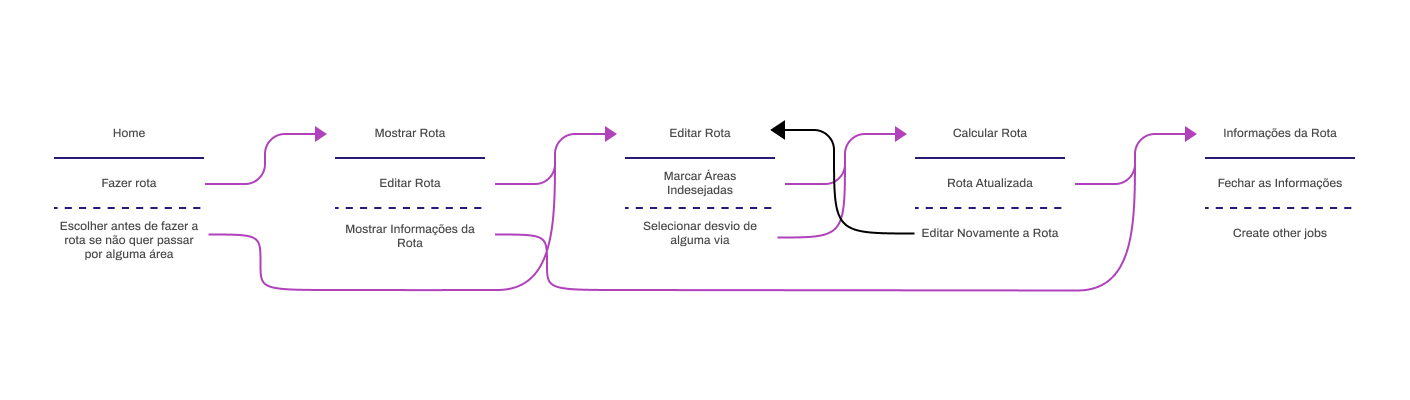 Home
Fazer rota
Escolher antes de fazer a
rota se não quer passar
por alguma área
Mostrar Rota
Editar Rota
Mostrar Informações da
Rota
Editar Rota
Marcar Áreas
Indesejadas
Selecionar desvio de
alguma via
Calcular Rota
Rota Atualizada
Editar Novamente a Rota
Informações da Rota
Fechar as Informações
Create other jobs